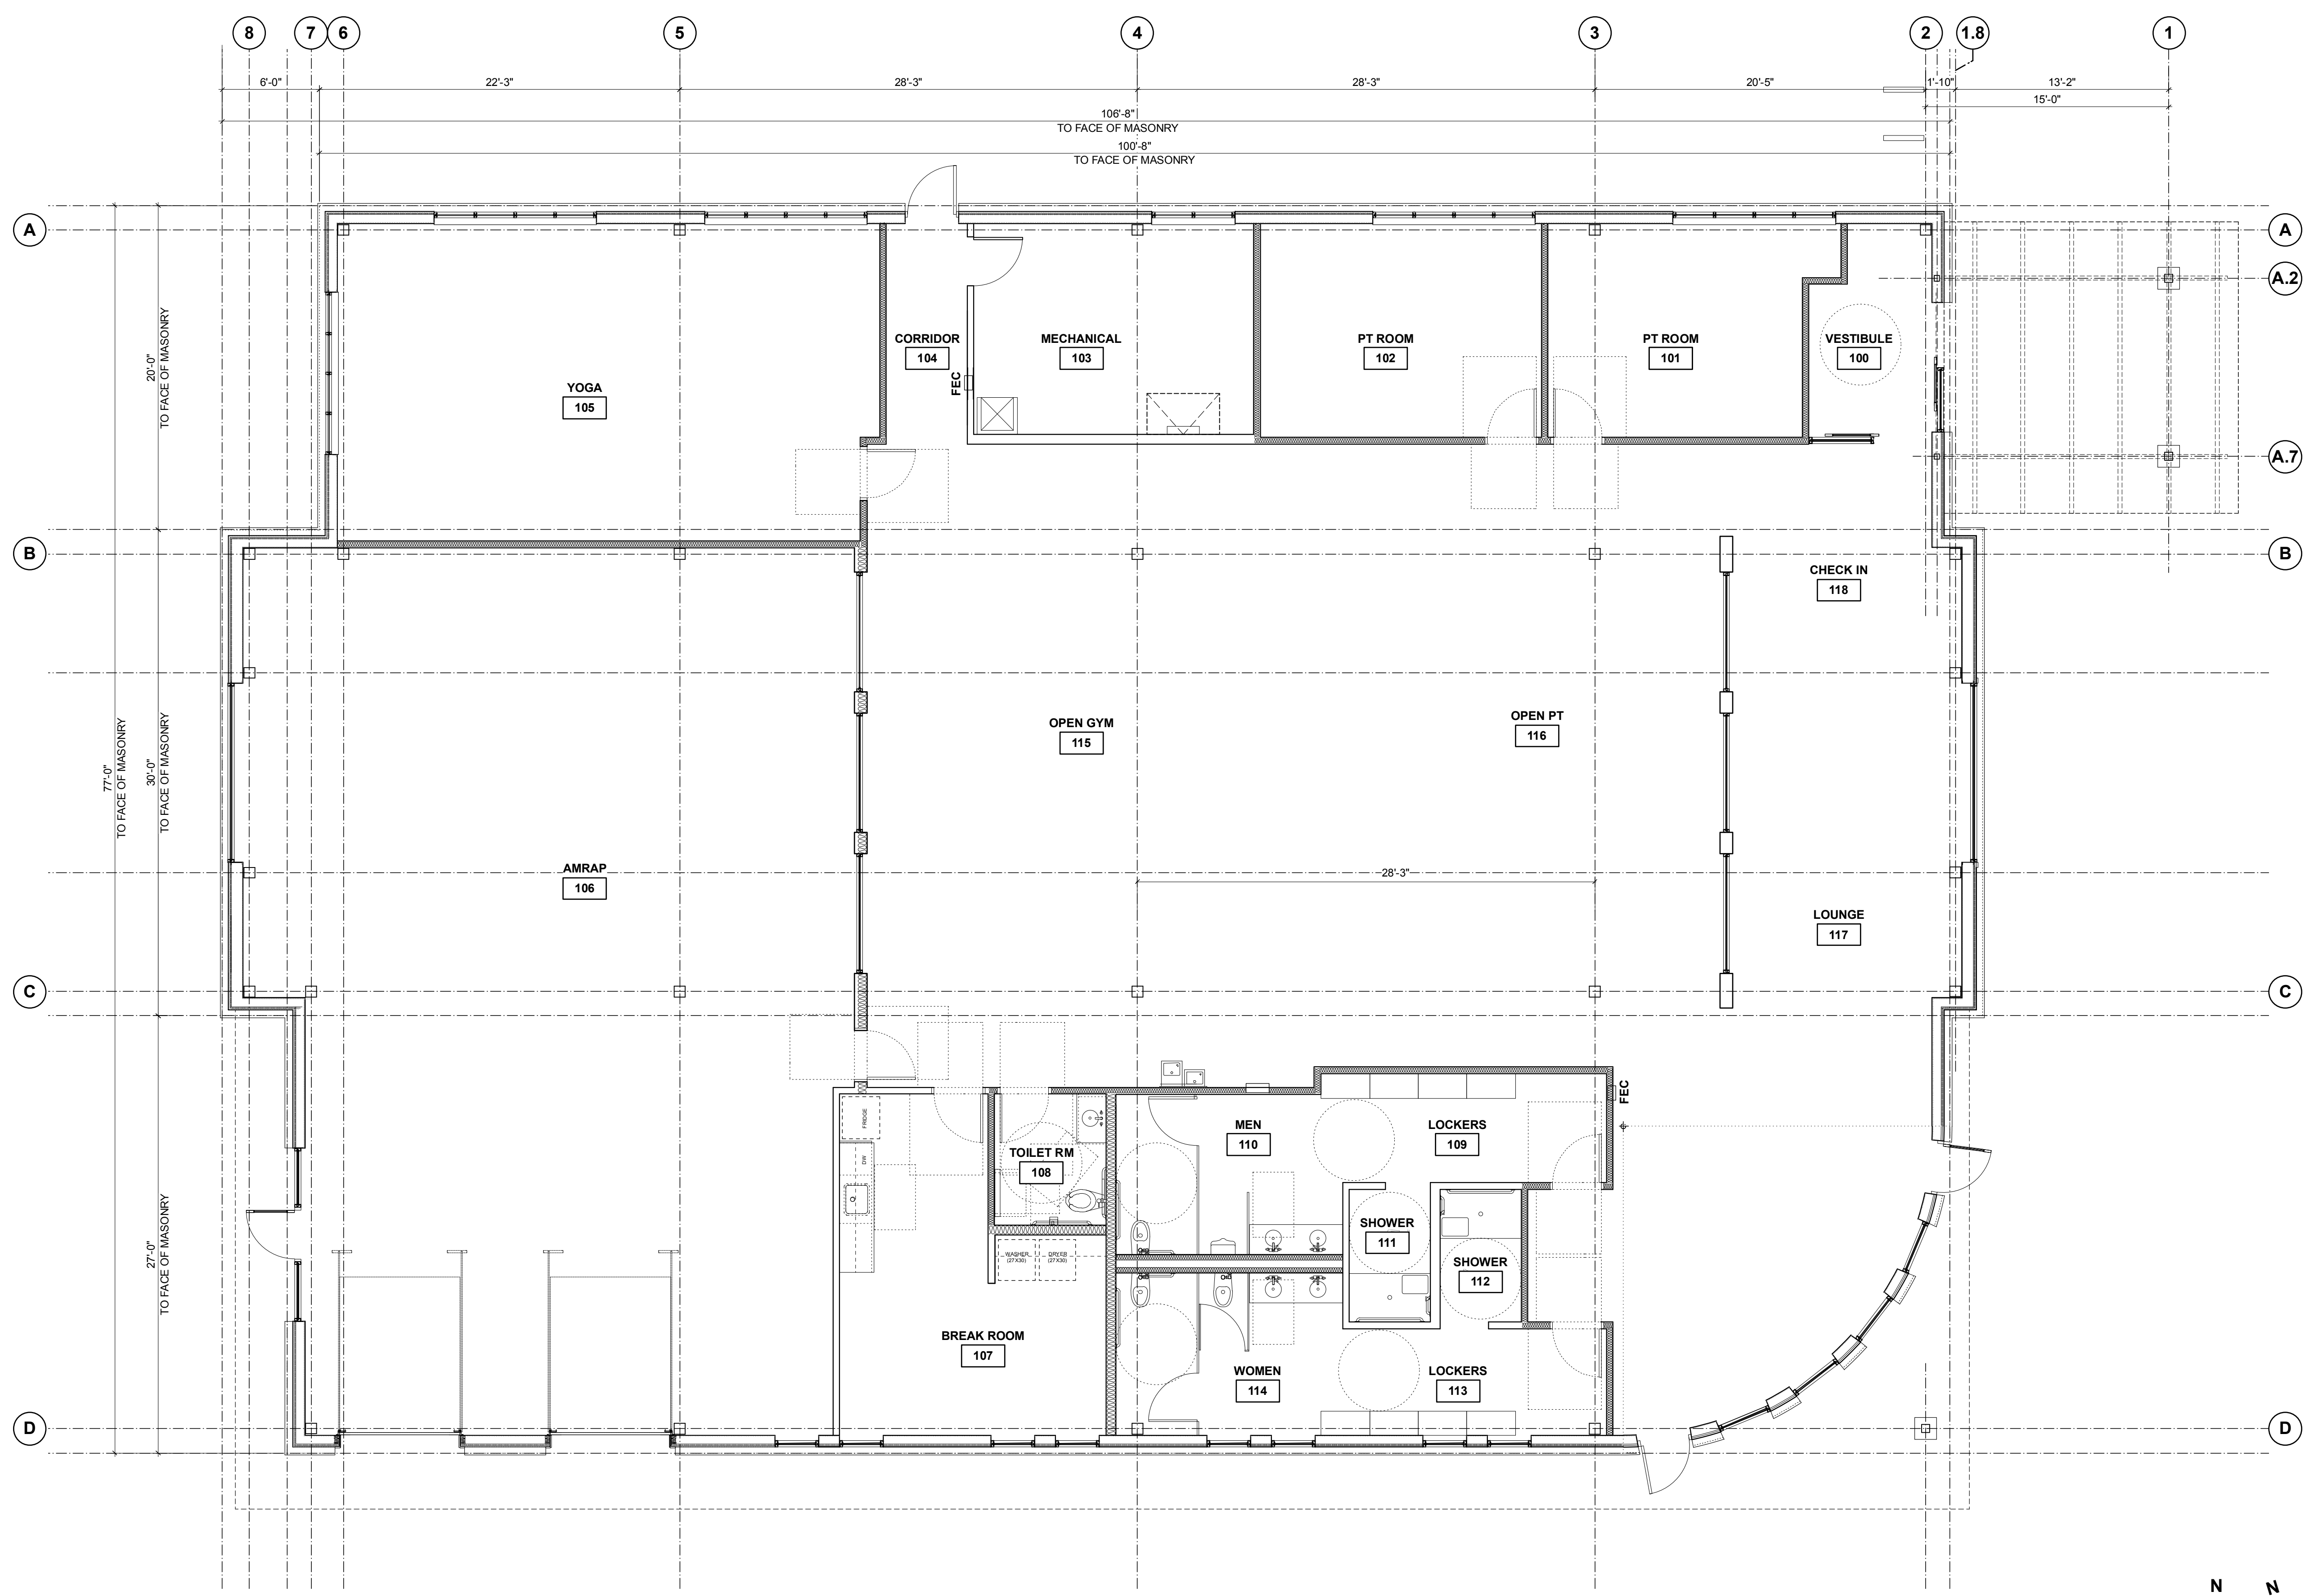 8 7 6 5 4 3 2 1.8 1
6'-0" 22'-3" 28'-3" 28'-3" 20'-5" 1'-10" 13'-2"
15'-0"
106'-8"
TO FACE OF MASONRY
100'-8"
TO FACE OF MASONRY
A A
A.2
CORRIDOR
104
MECHANICAL
103
PT ROOM
102
PT ROOM
101
VESTIBULE
100
20'-0"
TO FACE OF MASONRY
FEC
YOGA
105
A.7
B B
CHECK IN
118
OPEN GYM
115
OPEN PT
116
77'-0"
TO FACE OF MASONRY
30'-0"
TO FACE OF MASONRY
AMRAP
106
28'-3"
LOUNGE
117
C C
FEC
FRIDGE
DW
TOILET RM
108
MEN
110
LOCKERS
109
SHOWER
111
SHOWER
112
WASHER
(27X30)
DRYER
(27X30)
27'-0"
TO FACE OF MASONRY
BREAK ROOM
107
WOMEN
114
LOCKERS
113
D D
N N